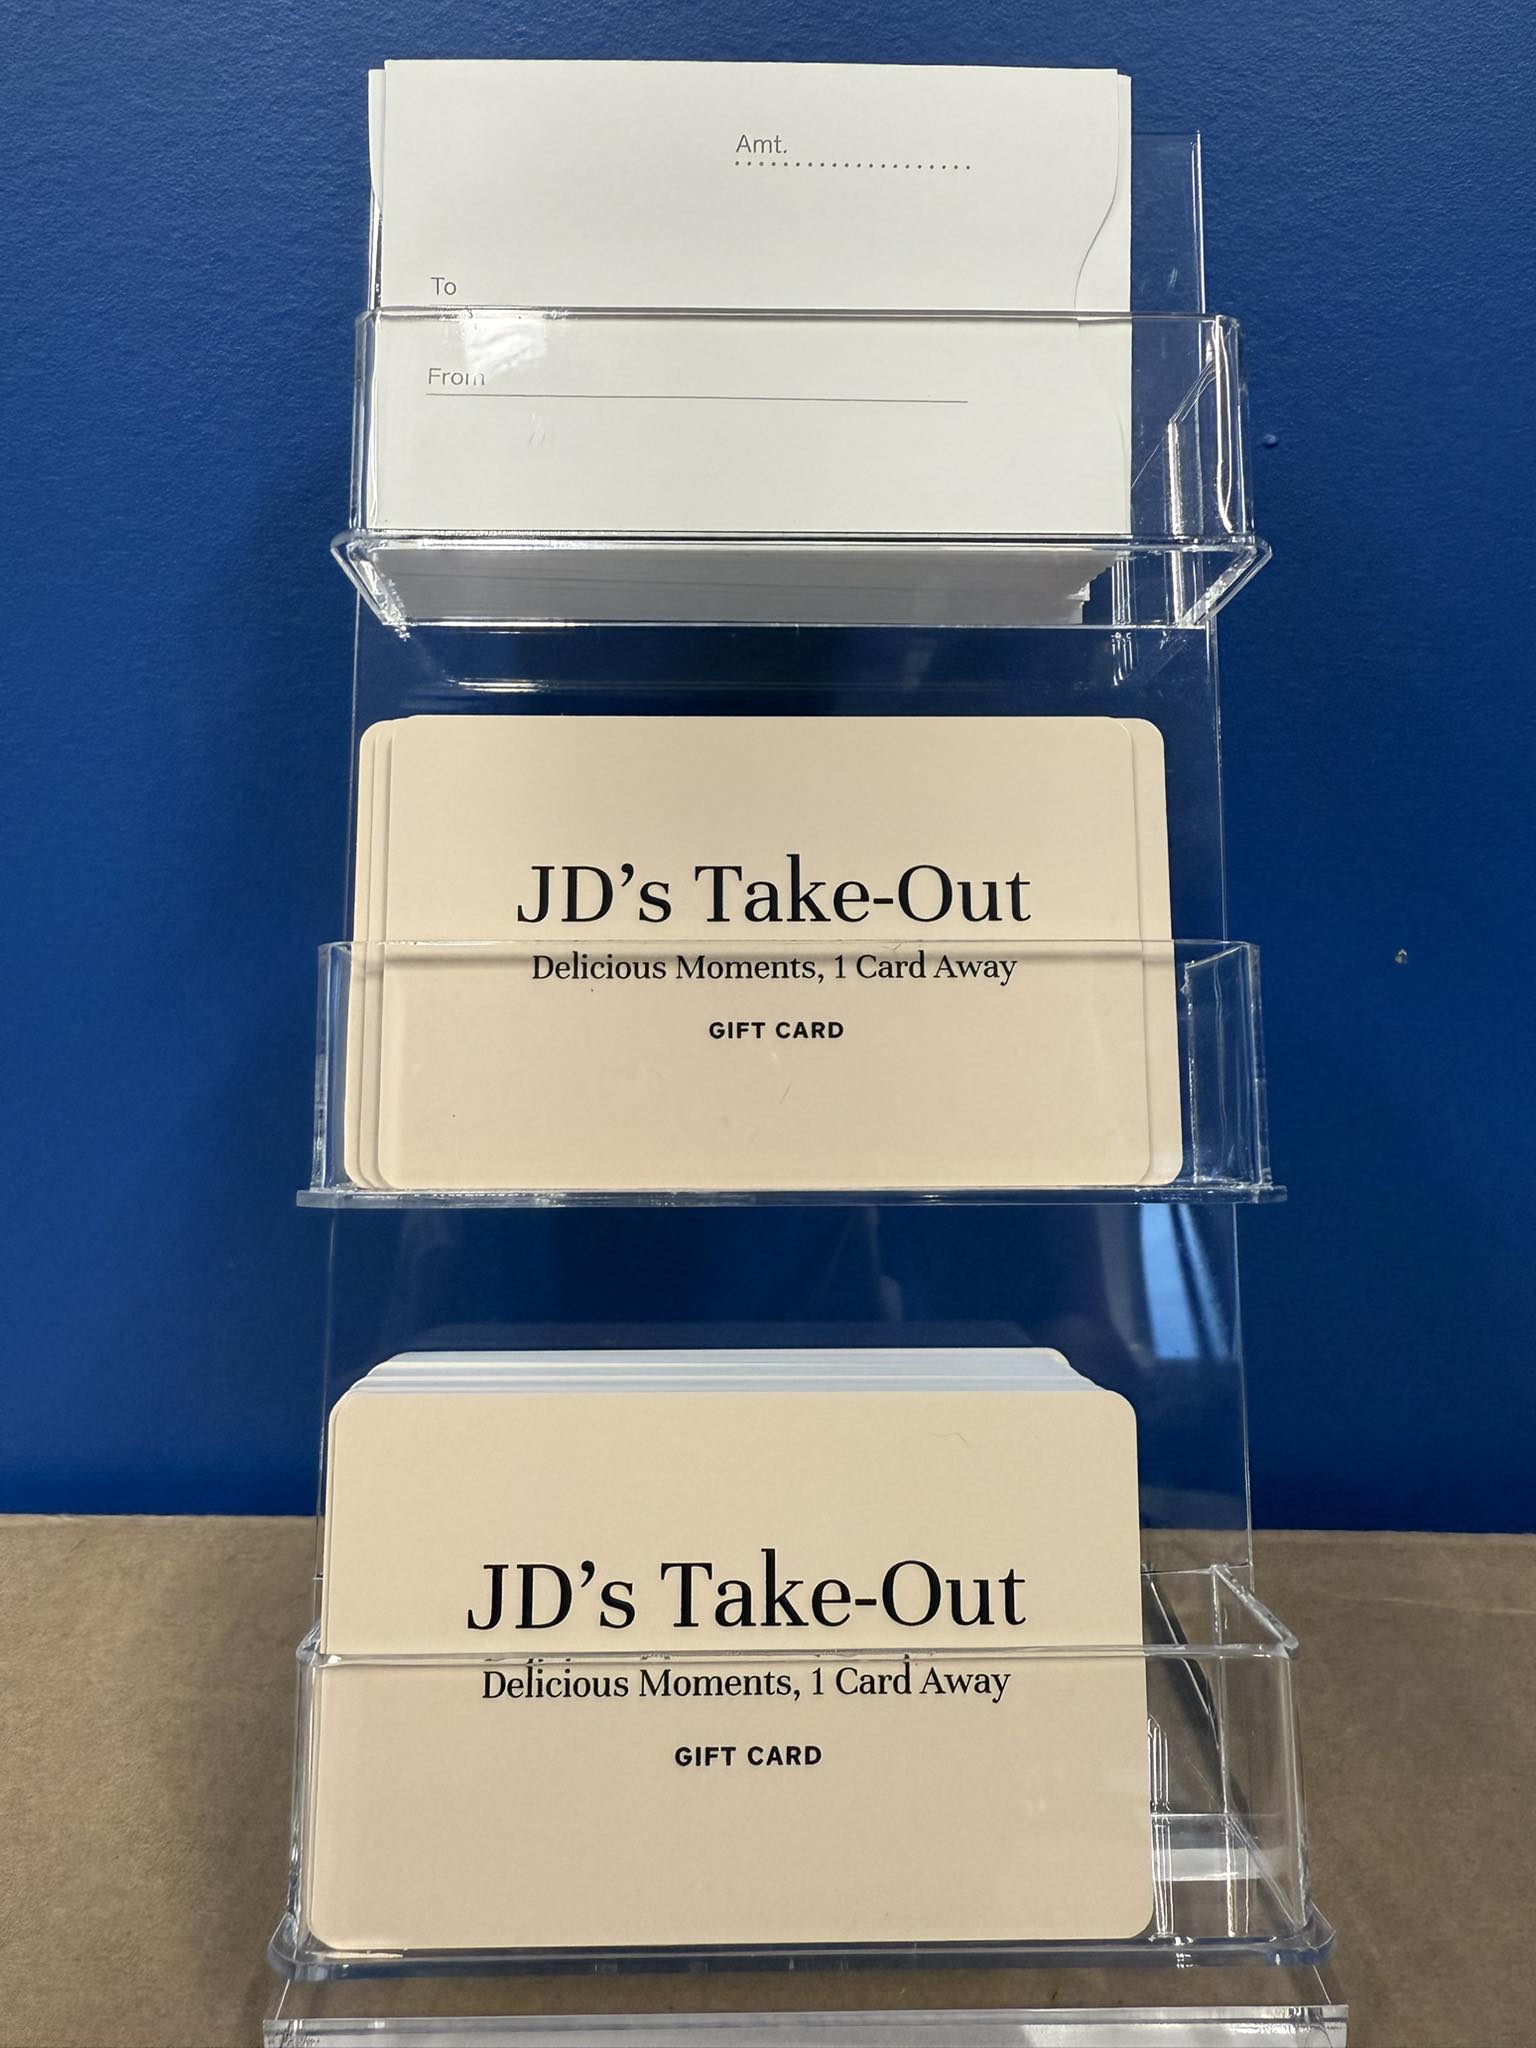 Amt.
To
From
JD's Take-Out
Delicious Moments, 1 Card Away
GIFT CARD
JD's Take-Out
Delicious Moments, 1 Card Away
GIFT CARD